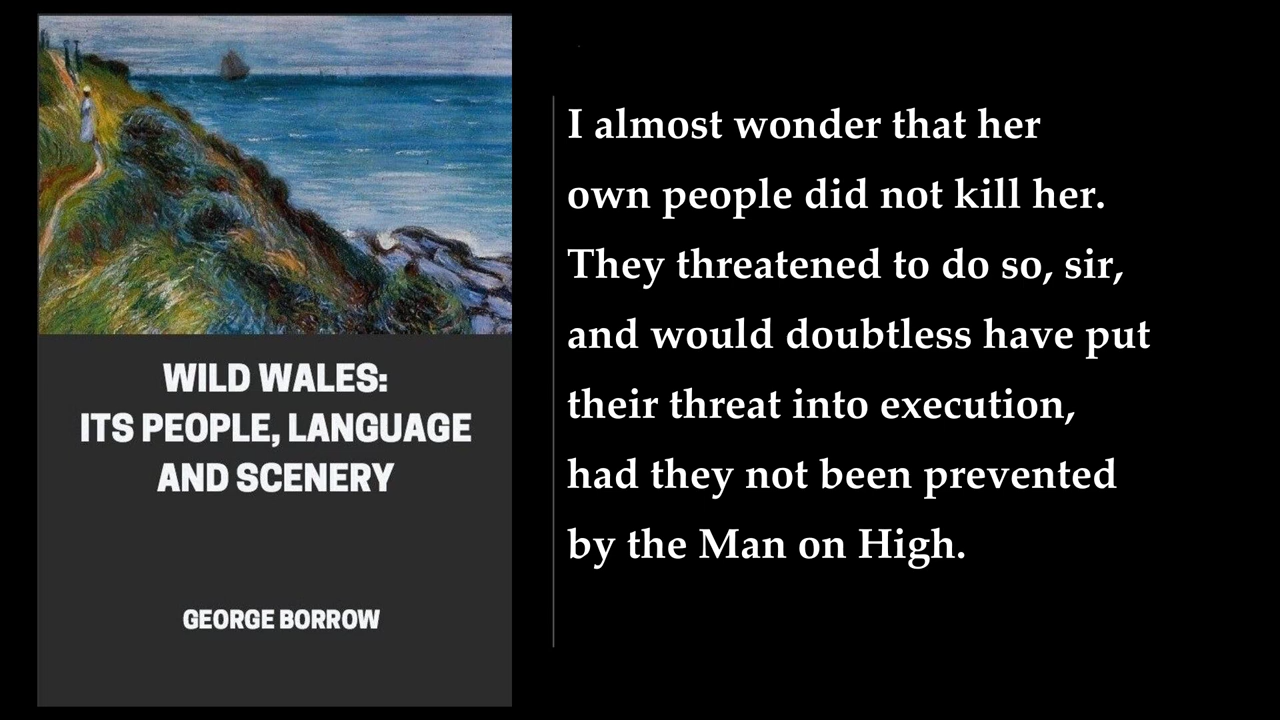 WILD WALES:
ITS PEOPLE, LANGUAGE
AND SCENERY
GEORGE BORROW
I almost wonder that her
own people did not kill her.
They threatened to do so, sir,
and would doubtless have put
their threat into execution,
had they not been prevented
by the Man on High.